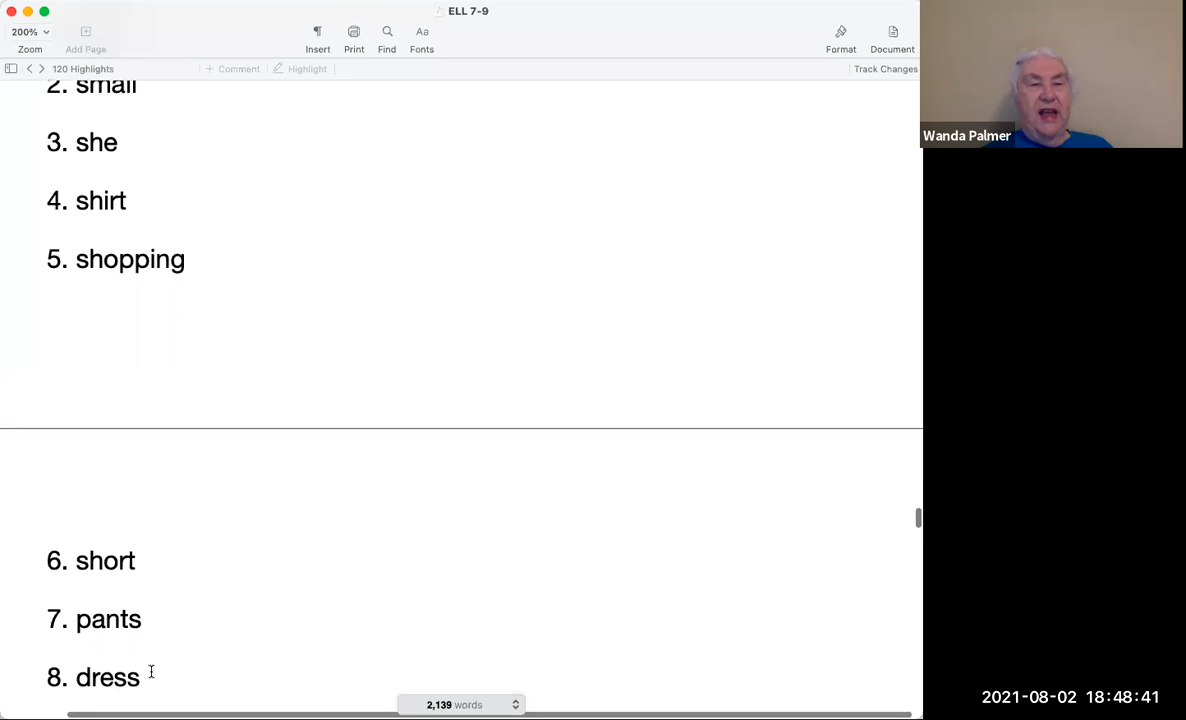 ELL 7-9
200%
Zoom
Add Page
Insert
Print
Find
Aa
Fonts
Format
Document
120 Highlights
+ Comment
Highlight
Track Changes
2. small
3. she
4. shirt
5. shopping
6. short
7. pants
8. dress
2,139 words
Wanda Palmer
2021-08-02 18:48:41